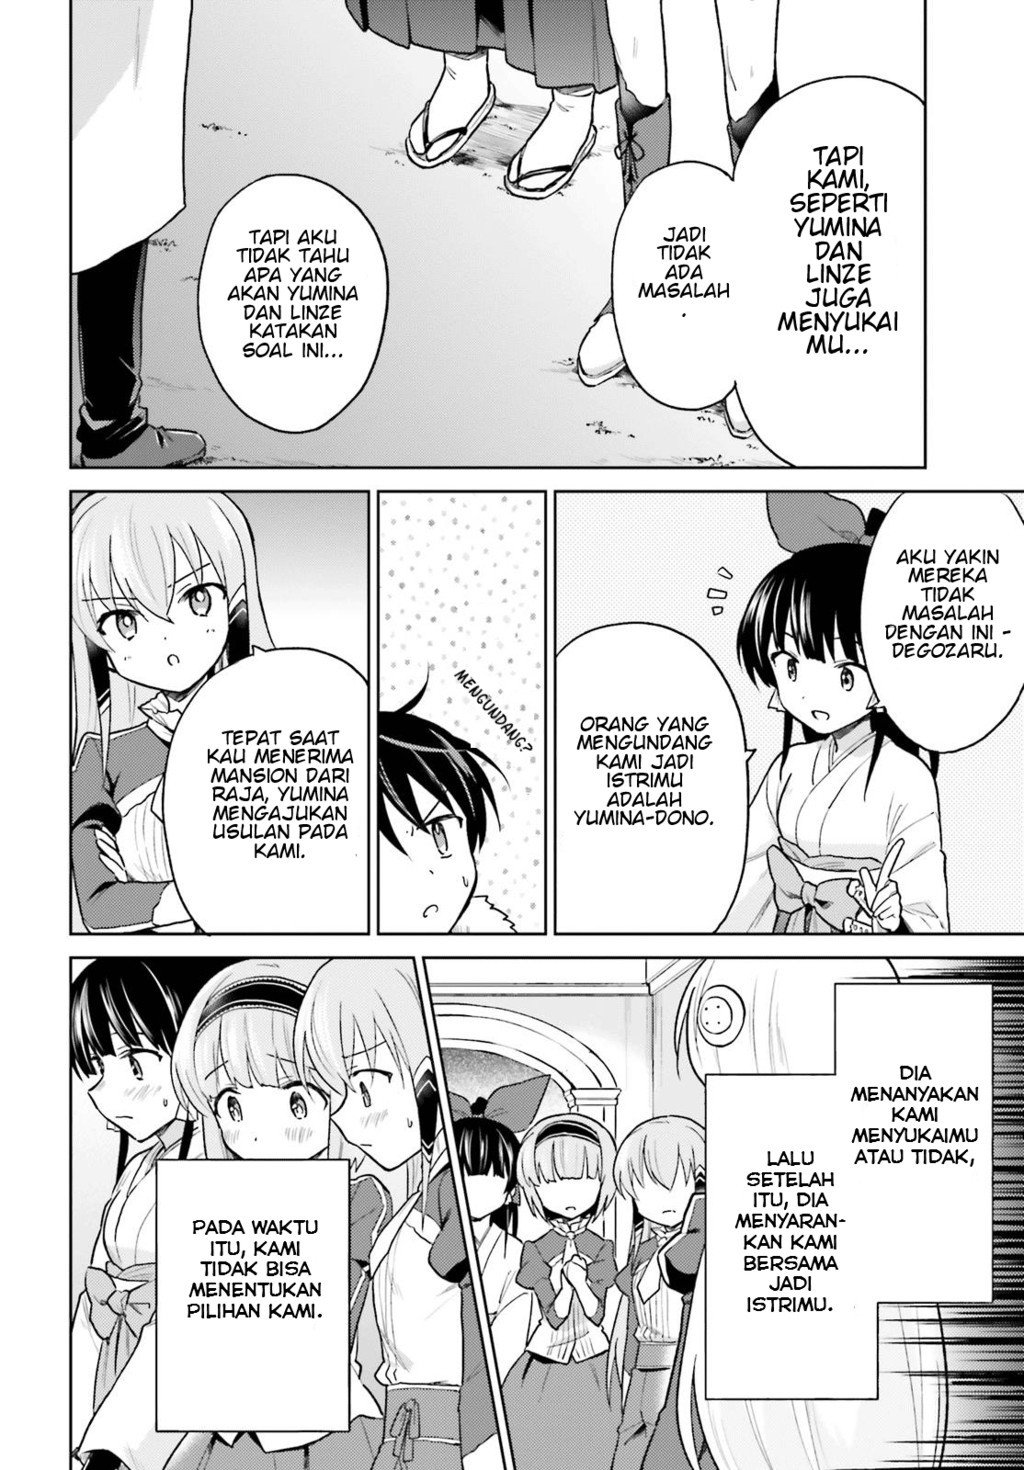 TAPI
KAMI,
SEPERTI
YUMINA
DAN
LINZE
JUGA
MENYUKAI
MU...
JADI
TIDAK
ADA
MASALAH
.
TAPI AKU
TIDAK TAHU
APA YANG
AKAN YUMINA
DAN LINZE
KATAKAN
SOAL INI...
AKU YAKIN
MEREKA
TIDAK
MASALAH
DENGAN INI -
DEGOZARU.
ORANG YANG
MENGUNDANG
KAMI JADI
ISTRIMU
ADALAH
YUMINA-DONO.
MENGUNDANG?
TEPAT SAAT
KAU MENERIMA
MANSION DARI
RAJA, YUMINA
MENGAJUKAN
USULAN PADA
KAMI.
DIA
MENANYAKAN
KAMI
MENYUKAIMU
ATAU TIDAK,
LALU
SETELAH
ITU, DIA
MENYARAN-
KAN KAMI
BERSAMA
JADI
ISTRIMU.
PADA WAKTU
ITU, KAMI
TIDAK BISA
MENENTUKAN
PILIHAN KAMI.